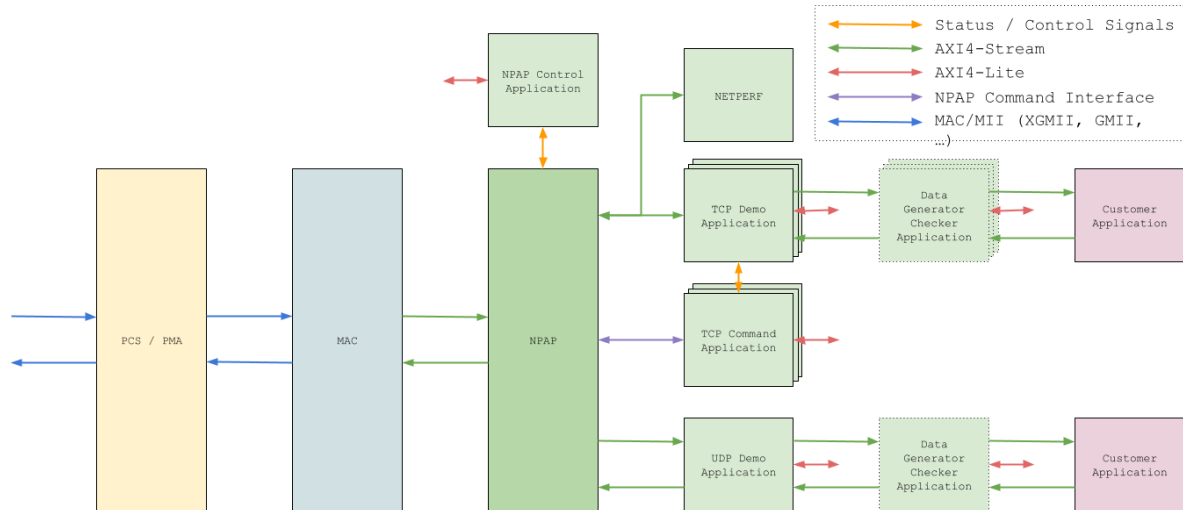 Status / Control Signals
AXI4-Stream
AXI4-Lite
NPAP Command Interface
MAC/MII (XGMII, GMII,
…)
NPAP Control
Application
NETPERF
TCP Demo
Application
Data
Generator
Checker
Application
Customer
Application
PCS / PMA
MAC
NPAP
TCP Command
Application
UDP Demo
Application
Data
Generator
Checker
Application
Customer
Application